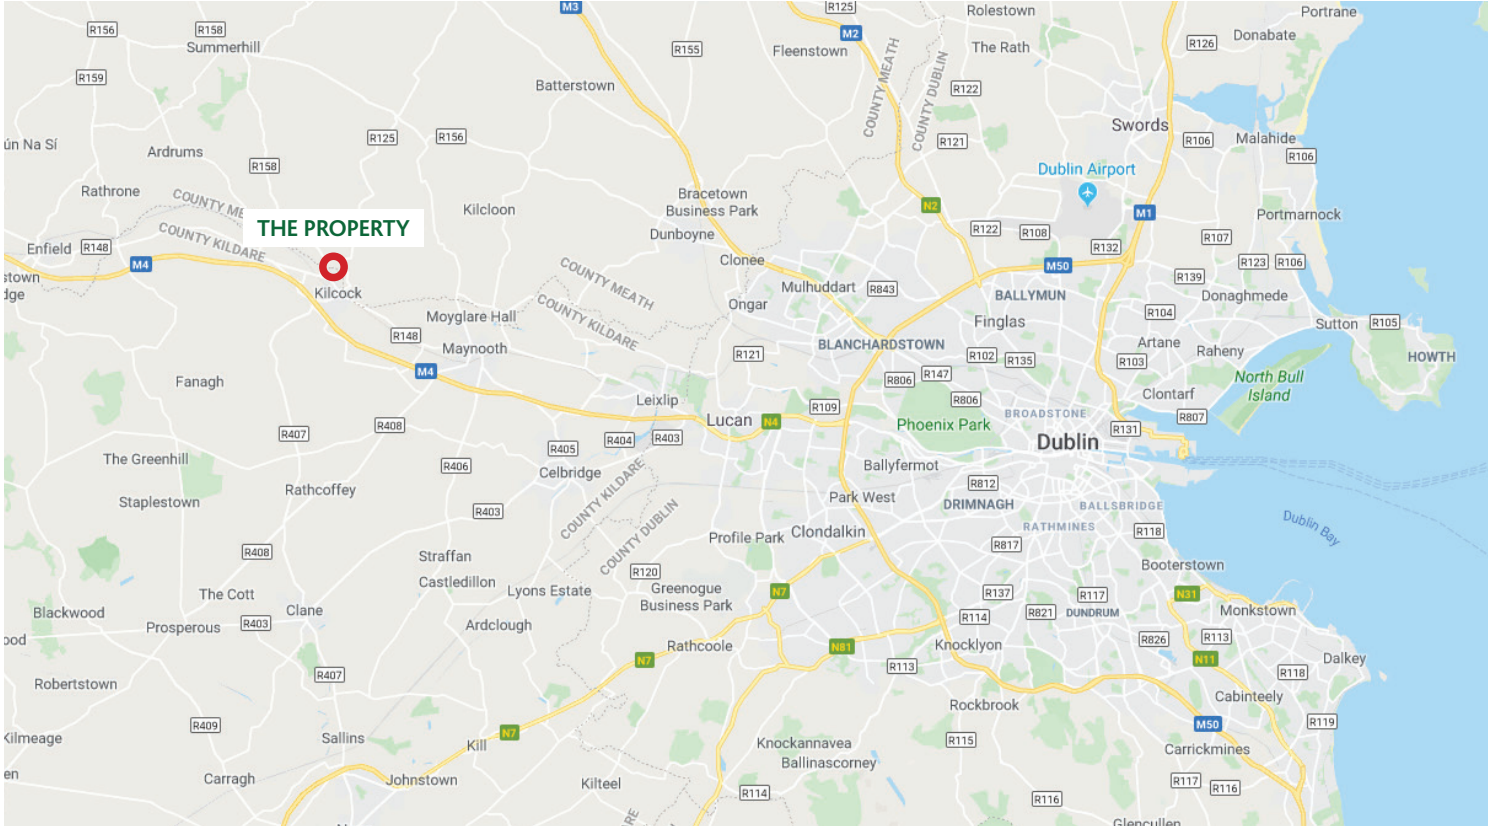 M3
R125
Rolestown
Portrane
R156
R158
Summerhill
M2
Donabate
R155
Fleenstown
The Rath
R126
R159
Batterstown
COUNTY MEATH
COUNTY DUBLIN
R122
Swords
ún Na Sí
R125
R156
R121
R106
Malahide
Ardrums
R158
R106
Dublin Airport
Rathrone
COUNTY ME
Kilcloon
Bracetown
Business Park
N2
M1
Portmarnock
THE PROPERTY
Dunboyne
R122
R108
R107
Enfield
R148
COUNTY KILDARE
R132
M4
Clonee
M50
R123
R106
stown
dge
COUNTY MEATH
Mulhuddart
R843
R139
Kilcock
BALLYMUN
Donaghmede
COUNTY KILDARE
Ongar
Moyglare Hall
Finglas
R104
Sutton
R105
R148
Maynooth
BLANCHARDSTOWN
Artane
Raheny
R121
R102
R135
R103
HOWTH
M4
R147
R806
North Bull
Island
Fanagh
Clontarf
Leixlip
R806
R109
BROADSTONE
R807
Lucan
N4
Phoenix Park
R131
R407
R408
R404
R403
Dublin
R405
The Greenhill
R406
Celbridge
Ballyfermot
Staplestown
Rathcoffey
R812
Park West
DRIMNAGH
BALLSBRIDGE
R403
COUNTY KILDARE
COUNTY DUBLIN
RATHMINES
Dublin Bay
Profile Park
Clondalkin
R118
R408
Straffan
R817
Booterstown
R120
Castledillon
Lyons Estate
Greenogue
Business Park
N7
R137
R117
N31
The Cott
Blackwood
Clane
R114
R821
DUNDRUM
Monkstown
Prosperous
R403
Ardclough
ood
Rathcoole
N81
Knocklyon
R826
R113
N7
R113
N11
Dalkey
R407
R118
Robertstown
Cabinteely
Rockbrook
R409
M50
R119
Kilmeage
Sallins
Kill
N7
Knockannavea
R115
Carrickmines
Ballinascorney
en
Carragh
Johnstown
Kilteel
R114
R117
R116
R116
Glencullen
RE